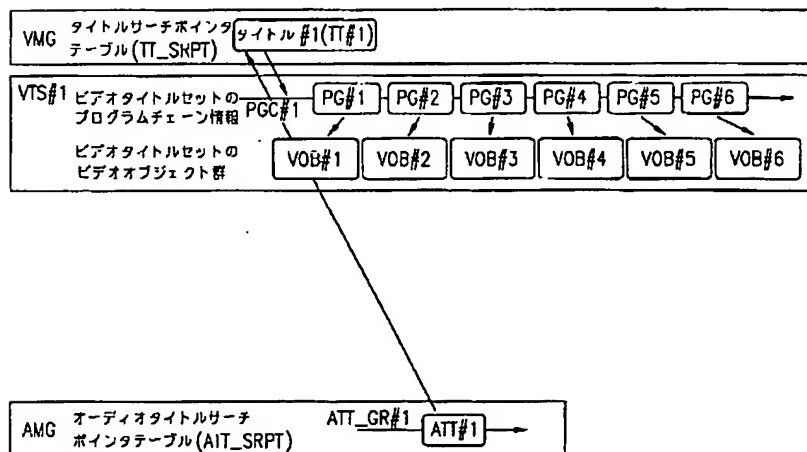 VMG タイトルサーチポインタ
テーブル(TT_SRPT)
タイトル #1(TT#1)
VTS#1 ビデオタイトルセットの
プログラムチェーン情報
PGC#1
PG#1 PG#2 PG#3 PG#4 PG#5 PG#6
ビデオタイトルセットの
ビデオオブジェクト群
VOB#1 VOB#2 VOB#3 VOB#4 VOB#5 VOB#6
AMG オーディオタイトルサーチ
ポインタテーブル(AIT_SRPT)
ATT_GR#1
ATT#1